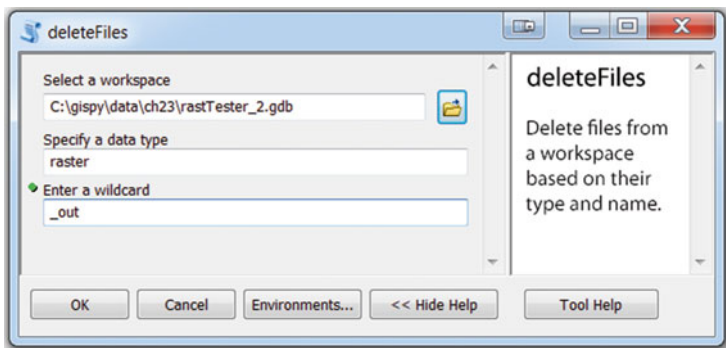 deleteFiles
Select a workspace
C:\gispy\data\ch23\rastTester_2.gdb
Specify a data type
raster
Enter a wildcard
_out
deleteFiles
Delete files from
a workspace
based on their
type and name.
OK
Cancel
Environments...
<< Hide Help
Tool Help